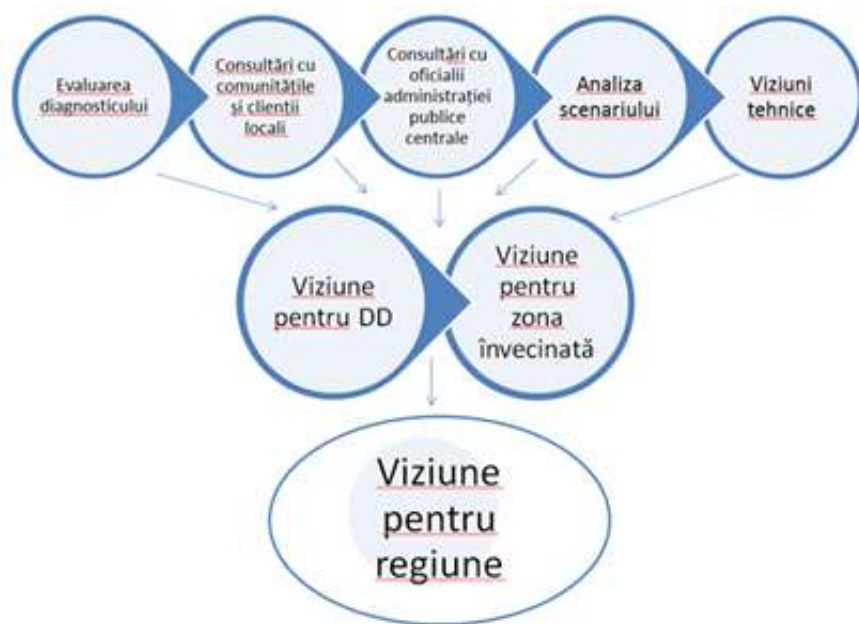 Evaluarea
diagnosticului
Consultări cu
comunitățile
și clienții
locali
Consultări cu
oficialii
administrației
publice
centrale
Analiza
scenariului
Viziuni
tehnice
Viziune
pentru DD
Viziune
pentru
zona
învecinată
Viziune
pentru
regiune